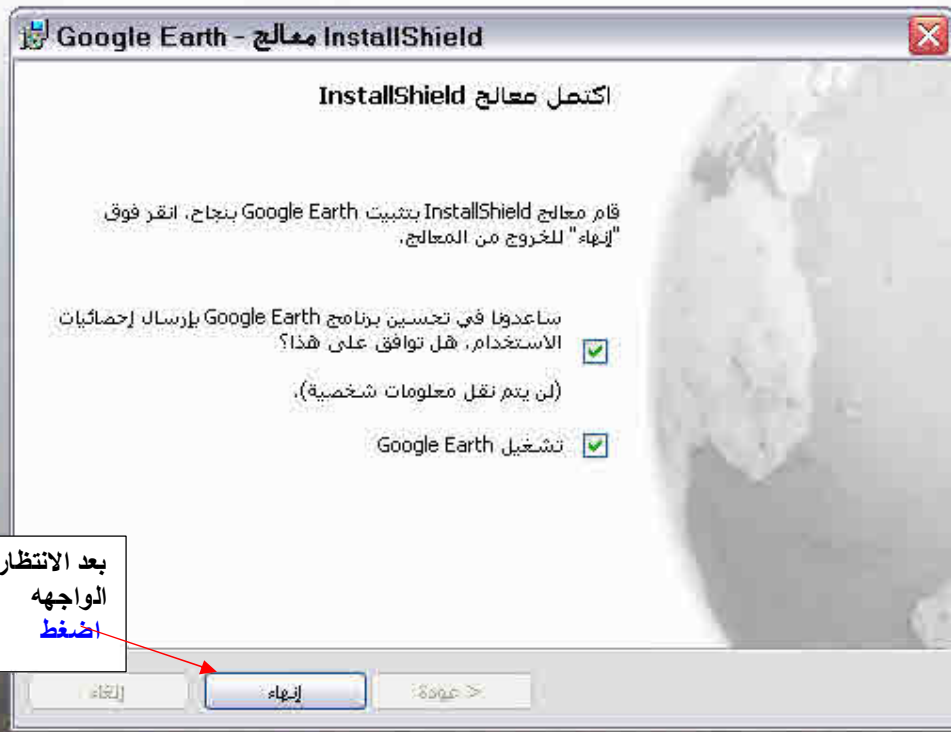 Google Earth - معالج InstallShield
اكتمل معالج InstallShield
قام معالج InstallShield بتثبيت Google Earth بنجاح. انقر فوق
"إنهاء" للخروج من المعالج.
ساعدونا في تحسين برنامج Google Earth بإرسال إحصائيات
الاستخدام. هل توافق على هذا؟
(لن يتم نقل معلومات شخصية).
تشغيل Google Earth
بعد الانتظار
الواجهه
اضغط
< عودة
إنهاء
إلغاء